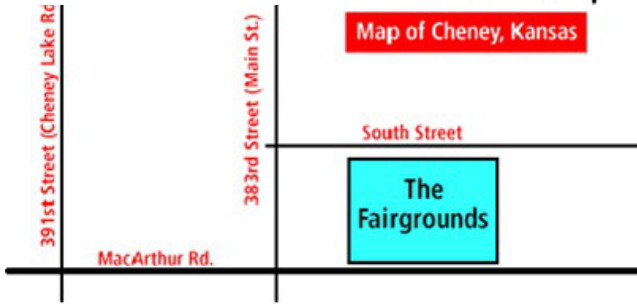 Map of Cheney, Kansas
391st Street (Cheney Lake Rd
383rd Street (Main St.)
South Street
The
Fairgrounds
MacArthur Rd.